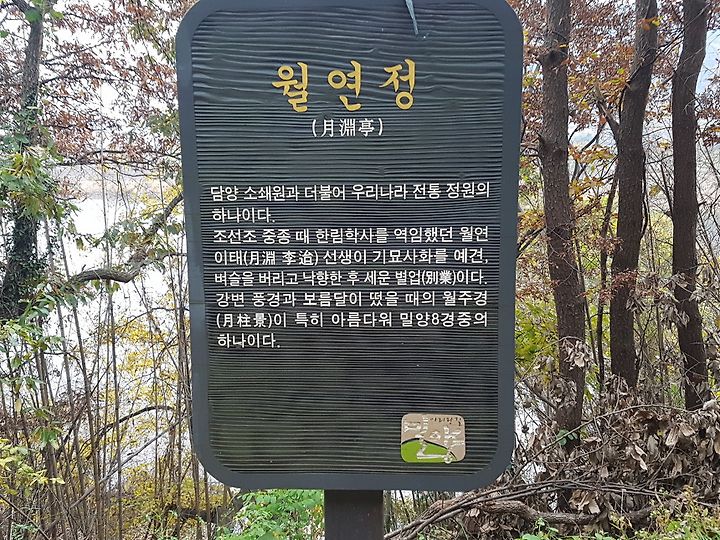 월연정
(月淵亭)
담양 소쇄원과 더불어 우리나라 전통 정원의
하나이다.
조선조 중종 때 한림학사를 역임했던 월연
이태(月淵 李迨) 선생이 기묘사화를 예견,
벼슬을 버리고 낙향한 후 세운 별업(別業)이다.
강변 풍경과 보름달이 떴을 때의 월주경
(月柱景)이 특히 아름다워 밀양8경중의
하나이다.
아리랑길